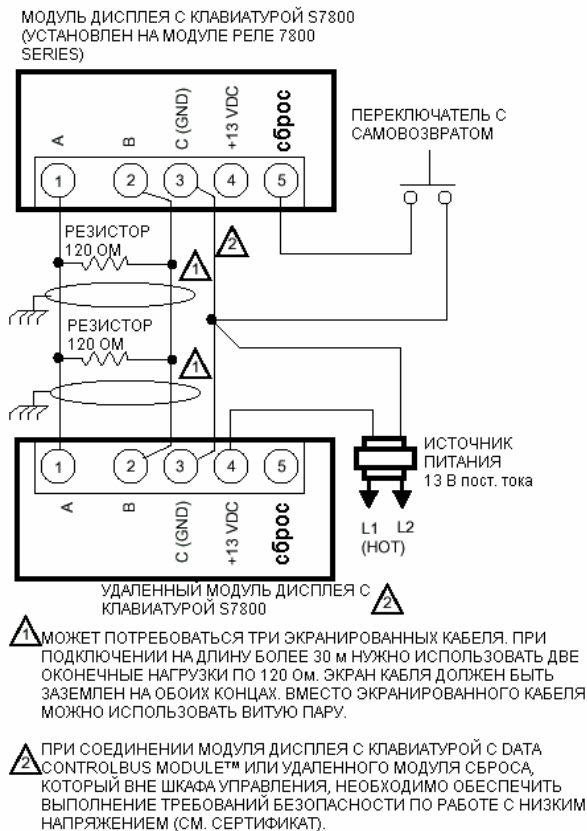 МОДУЛЬ ДИСПЛЕЯ С КЛАВИАТУРОЙ S7800
(УСТАНОВЛЕН НА МОДУЛЕ РЕЛЕ 7800
SERIES)
A
B
C (GND)
+13 VDC
сброс
1
2
3
4
5
ПЕРЕКЛЮЧАТЕЛЬ С
САМОВОЗВРАТОМ
РЕЗИСТОР
120 ОМ
1
2
РЕЗИСТОР
120 ОМ
1
1
2
3
4
5
A
B
C (GND)
+13 VDC
сброс
ИСТОЧНИК
ПИТАНИЯ
13 В пост. тока
L1
(HOT)
L2
УДАЛЕННЫЙ МОДУЛЬ ДИСПЛЕЯ С
КЛАВИАТУРОЙ S7800
2
1
МОЖЕТ ПОТРЕБОВАТЬСЯ ТРИ ЭКРАНИРОВАННЫХ КАБЕЛЯ. ПРИ
ПОДКЛЮЧЕНИИ НА ДЛИНУ БОЛЕЕ 30 м НУЖНО ИСПОЛЬЗОВАТЬ ДВЕ
ОКОНЕЧНЫЕ НАГРУЗКИ ПО 120 Ом. ЭКРАН КАБЛЯ ДОЛЖЕН БЫТЬ
ЗАЗЕМЛЕН НА ОБОИХ КОНЦАХ. ВМЕСТО ЭКРАНИРОВАННОГО КАБЕЛЯ
МОЖНО ИСПОЛЬЗОВАТЬ ВИТУЮ ПАРУ.
2
ПРИ СОЕДИНЕНИИ МОДУЛЯ ДИСПЛЕЯ С КЛАВИАТУРОЙ С DATA
CONTROLBUS MODULE™ ИЛИ УДАЛЕННОГО МОДУЛЯ СБРОСА,
КОТОРЫЙ ВНЕ ШКАФА УПРАВЛЕНИЯ, НЕОБХОДИМО ОБЕСПЕЧИТЬ
ВЫПОЛНЕНИЕ ТРЕБОВАНИЙ БЕЗОПАСНОСТИ ПО РАБОТЕ С НИЗКИМ
НАПРЯЖЕНИЕМ (СМ. СЕРТИФИКАТ).